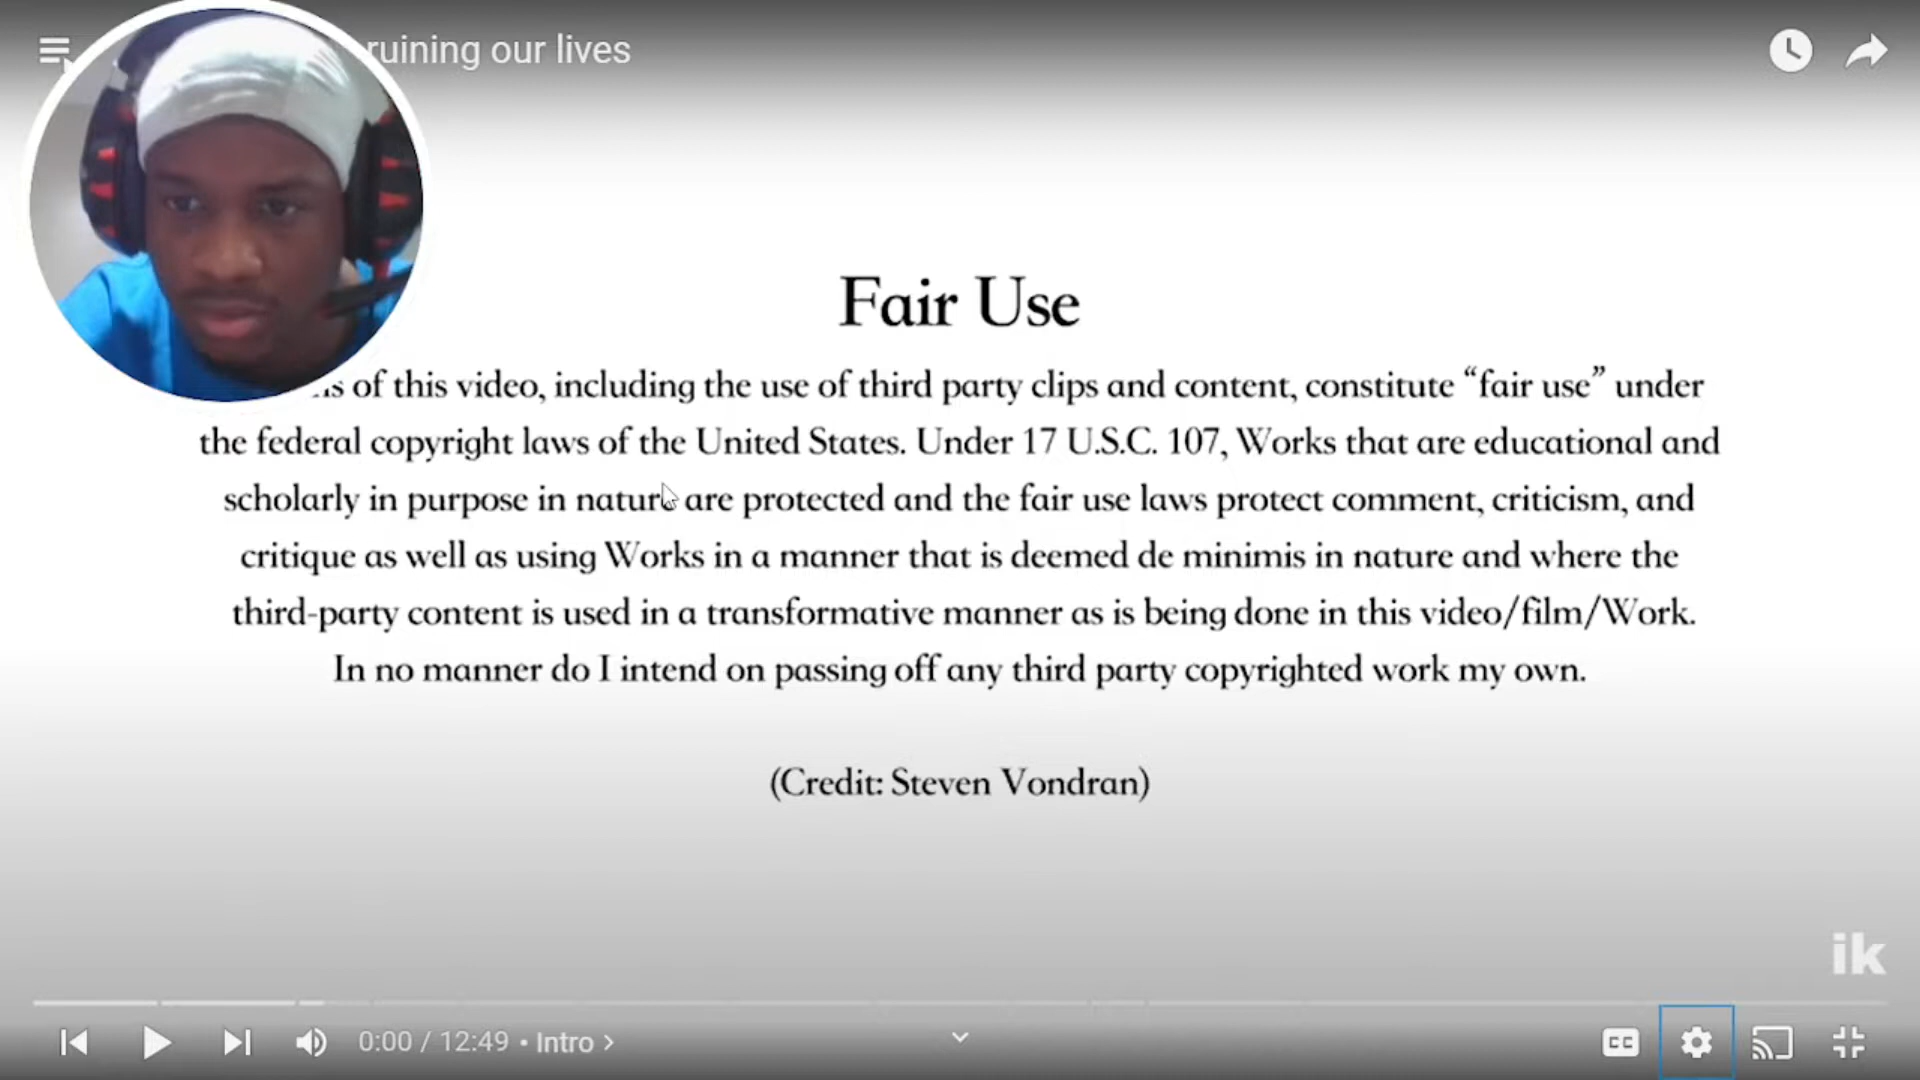 ruining our lives
Fair Use
of this video, including the use of third party clips and content, constitute “fair use” under
the federal copyright laws of the United States. Under 17 U.S.C. 107, Works that are educational and
scholarly in purpose in nature are protected and the fair use laws protect comment, criticism, and
critique as well as using Works in a manner that is deemed de minimis in nature and where the
third-party content is used in a transformative manner as is being done in this video/film/Work.
In no manner do I intend on passing off any third party copyrighted work my own.
(Credit: Steven Vondran)
ik
0:00 / 12:49 • Intro >
CC